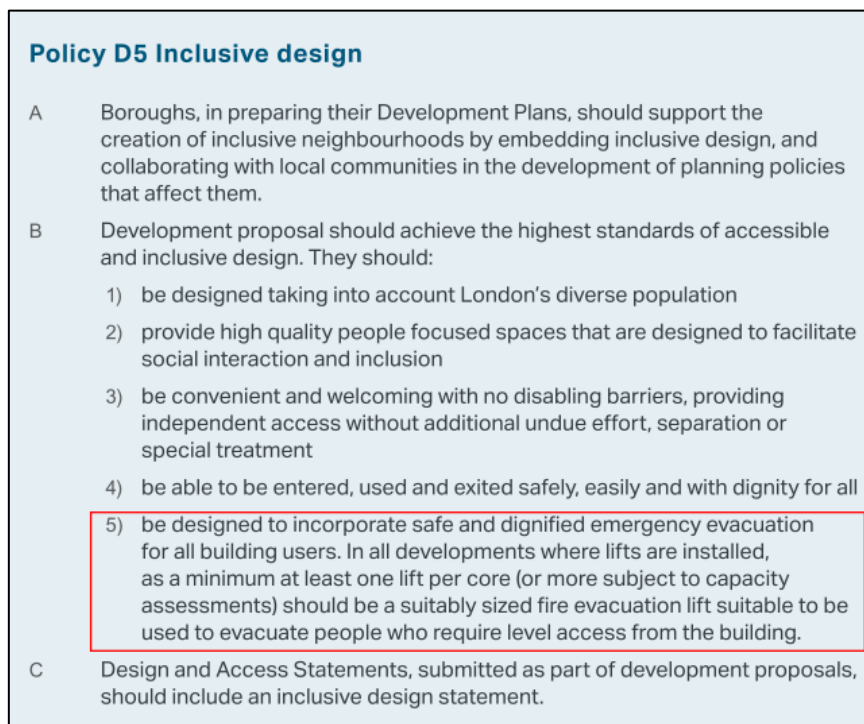 Policy D5 Inclusive design
A Boroughs, in preparing their Development Plans, should support the
creation of inclusive neighbourhoods by embedding inclusive design, and
collaborating with local communities in the development of planning policies
that affect them.
B Development proposal should achieve the highest standards of accessible
and inclusive design. They should:
1) be designed taking into account London's diverse population
2) provide high quality people focused spaces that are designed to facilitate
social interaction and inclusion
3) be convenient and welcoming with no disabling barriers, providing
independent access without additional undue effort, separation or
special treatment
4) be able to be entered, used and exited safely, easily and with dignity for all
5) be designed to incorporate safe and dignified emergency evacuation
for all building users. In all developments where lifts are installed,
as a minimum at least one lift per core (or more subject to capacity
assessments) should be a suitably sized fire evacuation lift suitable to be
used to evacuate people who require level access from the building.
C Design and Access Statements, submitted as part of development proposals,
should include an inclusive design statement.